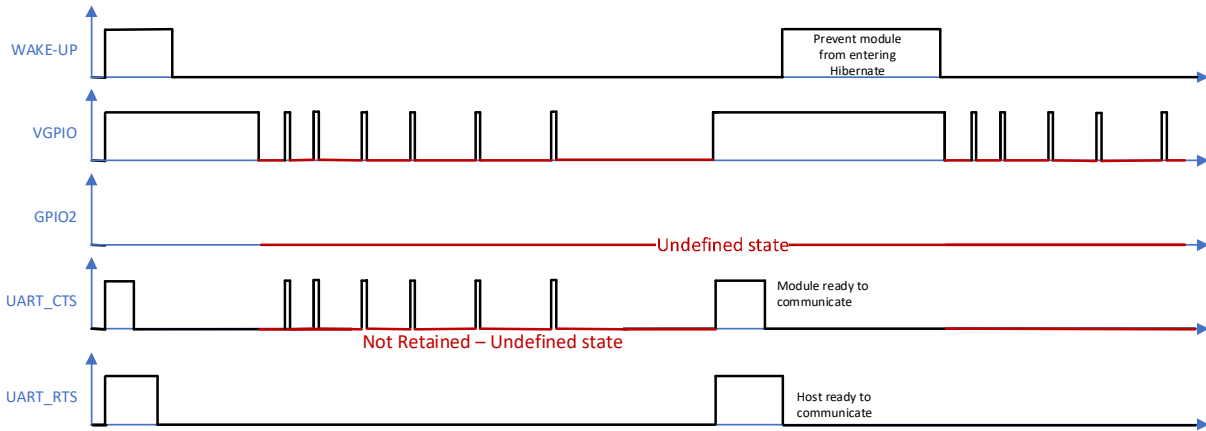 WAKE-UP
Prevent module
from entering
Hibernate
VGPIO
GPIO2
Undefined state
UART_CTS
Module ready to
communicate
Not Retained – Undefined state
UART_RTS
Host ready to
communicate